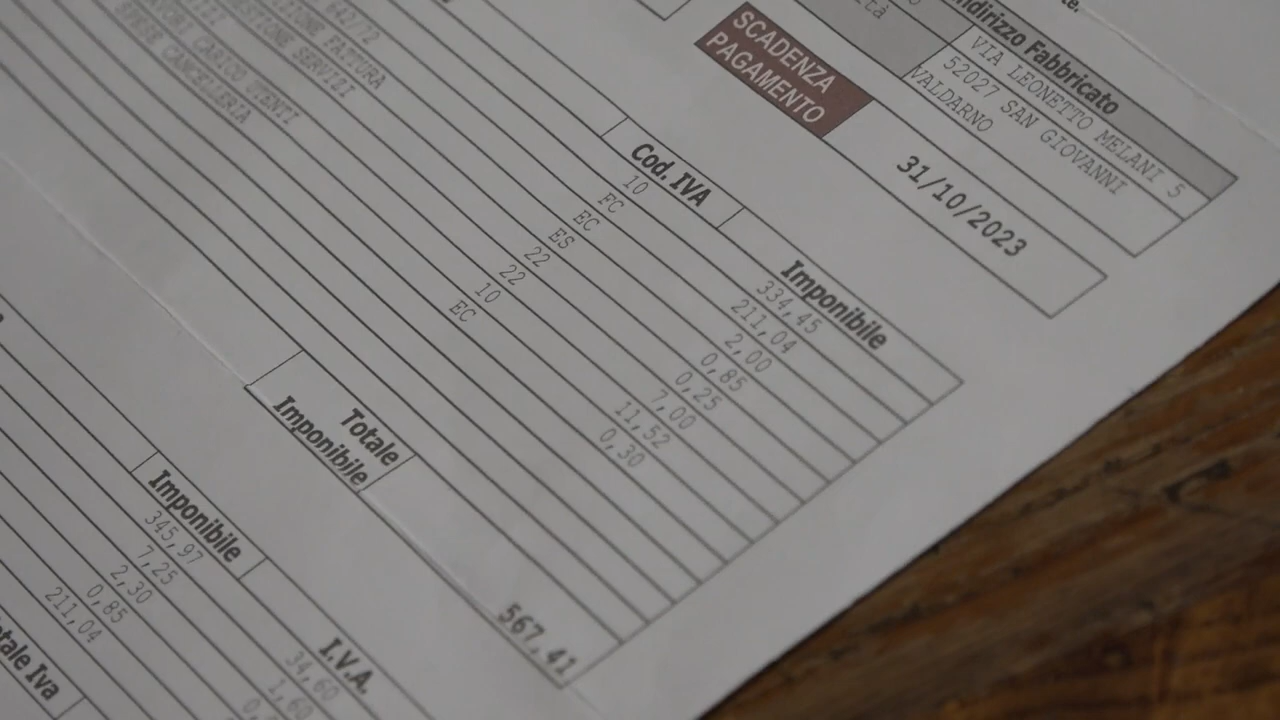 Indirizzo Fabbricato
VIA LEONETTO MELANI 5
52027 SAN GIOVANNI
VALDARNO
SCADENZA
PAGAMENTO
31/10/2023
Cod. IVA Imponibile
10 334,45
FC 211,04
642/72 EC 2,00
FATTURA ES 0,85
GESTIONE SERVIZI 22 0,25
22 7,00
CARICO UTENTI 10 11,52
CANCELLERIA EC 0,30
Totale
Imponibile
567,41
Imponibile I.V.A.
345,97 34,60
7,25 1,60
2,30
0,85
211,04
Iva